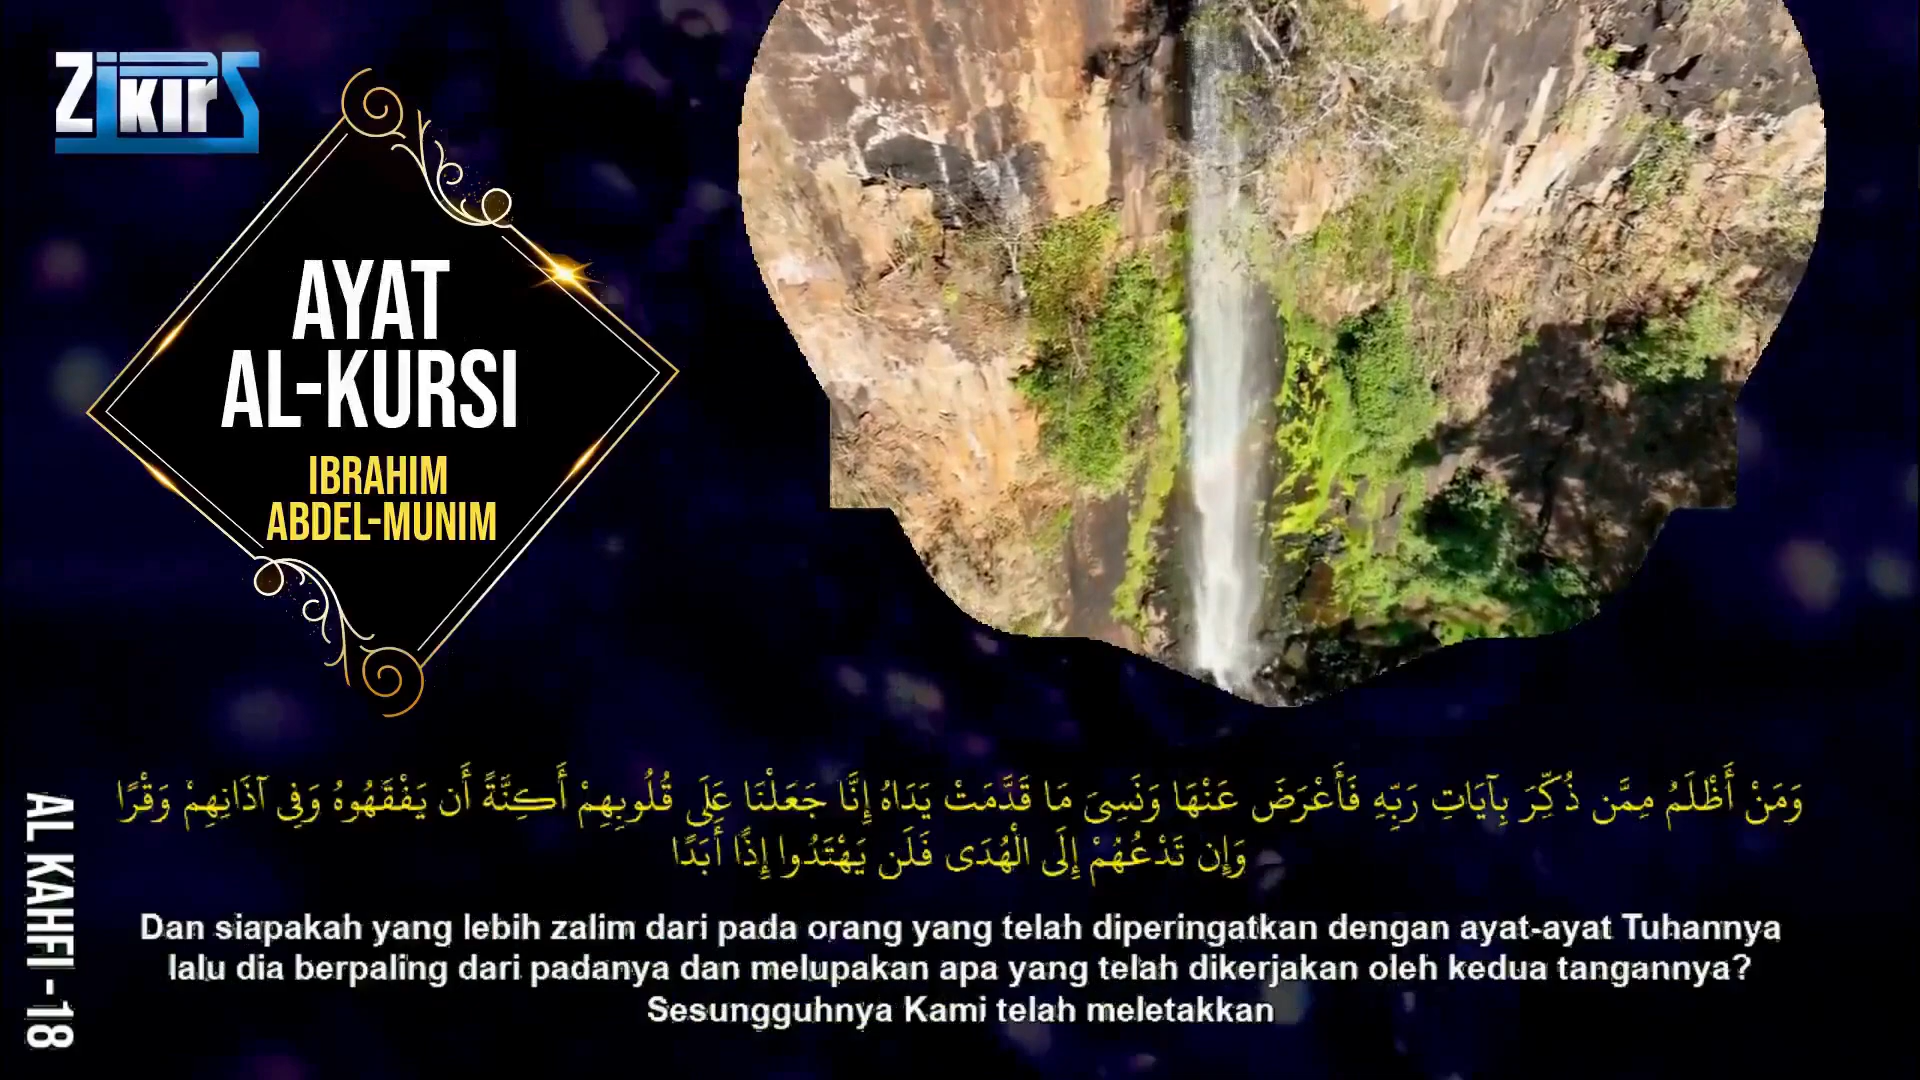 Zikir
AYAT
AL-KURSI
IBRAHIM
ABDEL-MUNIM
وَمَنْ أَظْلَمُ مِمَّن ذُكِّرَ بِآيَاتِ رَبِّهِ فَأَعْرَضَ عَنْهَا وَنَسِيَ مَا قَدَّمَتْ يَدَاهُ إِنَّا جَعَلْنَا عَلَى قُلُوبِهِمْ أَكِنَّةً أَن يَفْقَهُوهُ وَفِي آذَانِهِمْ وَقْرًا
وَإِن تَدْعُهُمْ إِلَى الْهُدَى فَلَن يَهْتَدُوا إِذًا أَبَدًا
Dan siapakah yang lebih zalim dari pada orang yang telah diperingatkan dengan ayat-ayat Tuhannya
lalu dia berpaling dari padanya dan melupakan apa yang telah dikerjakan oleh kedua tangannya?
Sesungguhnya Kami telah meletakkan
AL KAHFI - 18